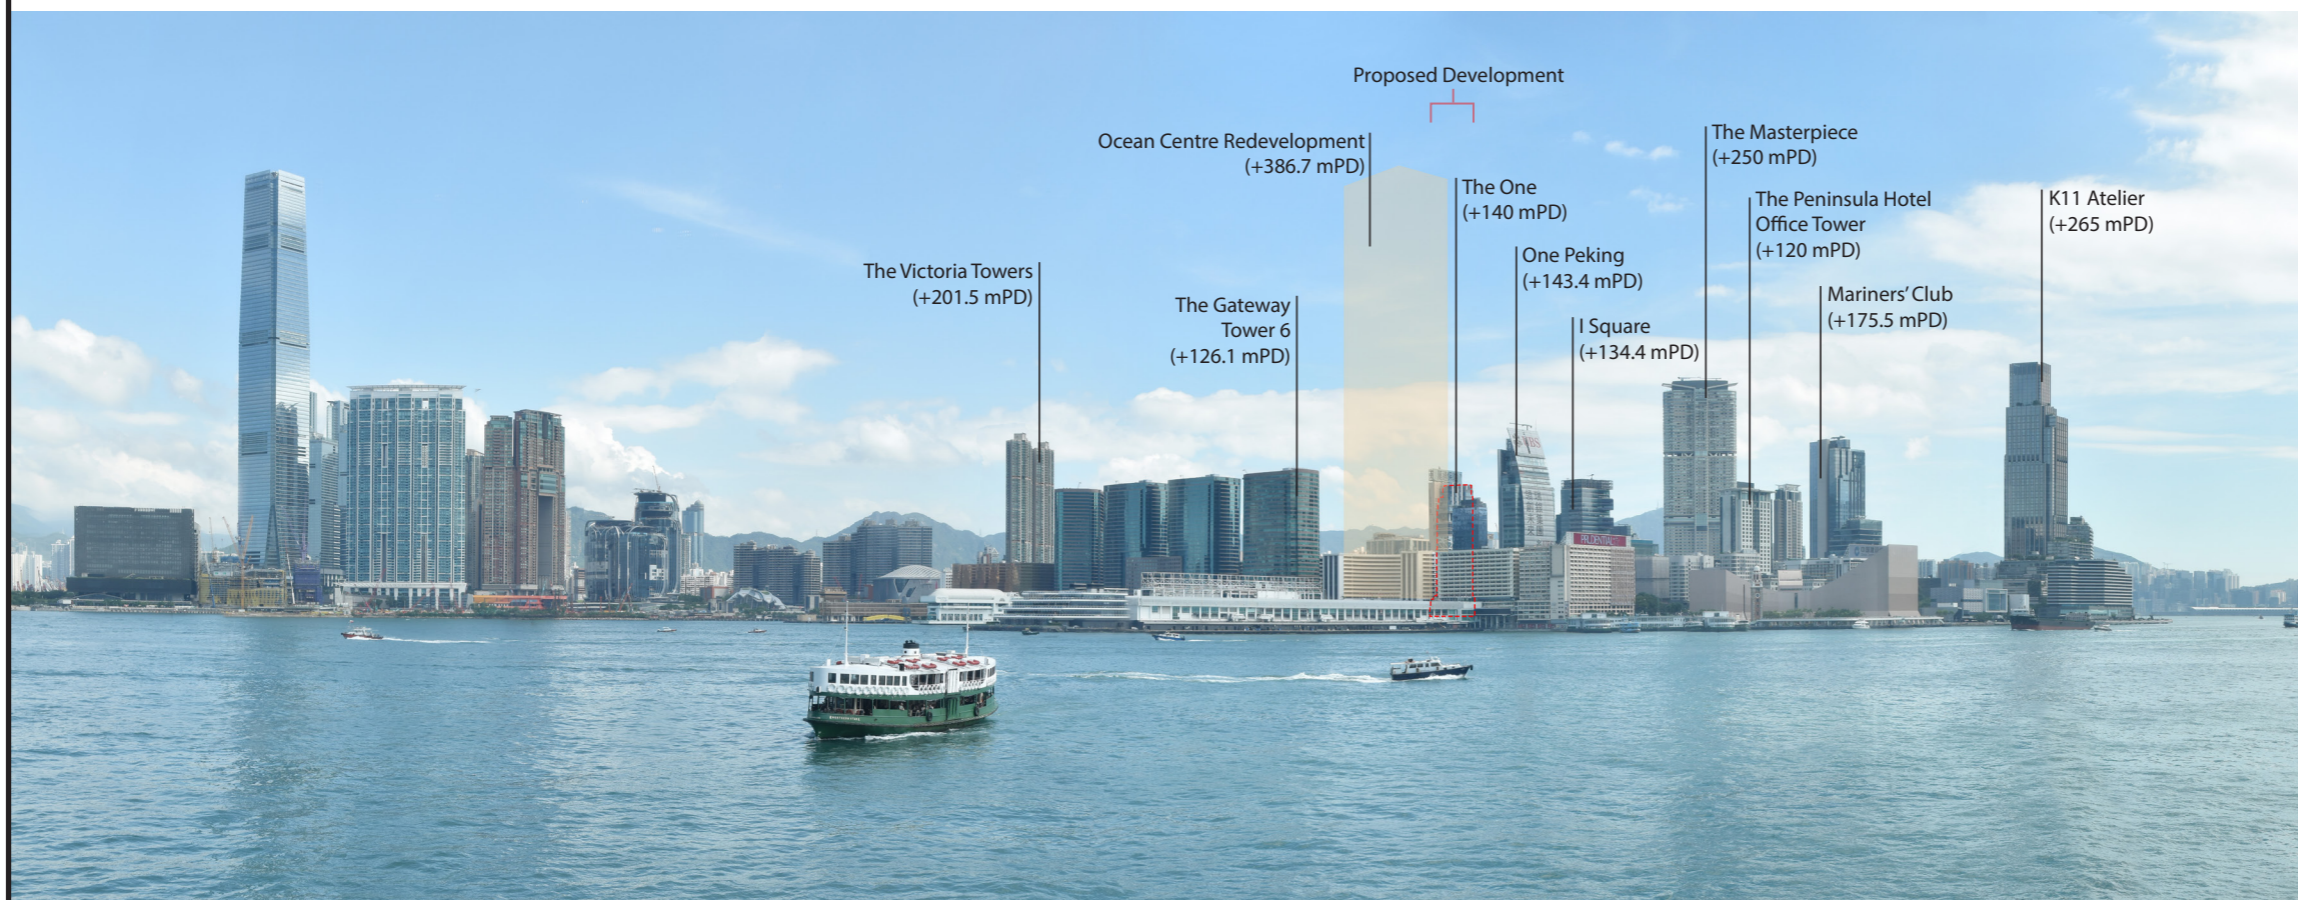 Proposed Development
Ocean Centre Redevelopment
(+386.7 mPD)
The Masterpiece
(+250 mPD)
The One
(+140 mPD)
The Peninsula Hotel
Office Tower
(+120 mPD)
K11 Atelier
(+265 mPD)
The Victoria Towers
(+201.5 mPD)
One Peking
(+143.4 mPD)
The Gateway
Tower 6
(+126.1 mPD)
Mariners' Club
(+175.5 mPD)
I Square
(+134.4 mPD)
PRUDENTIAL